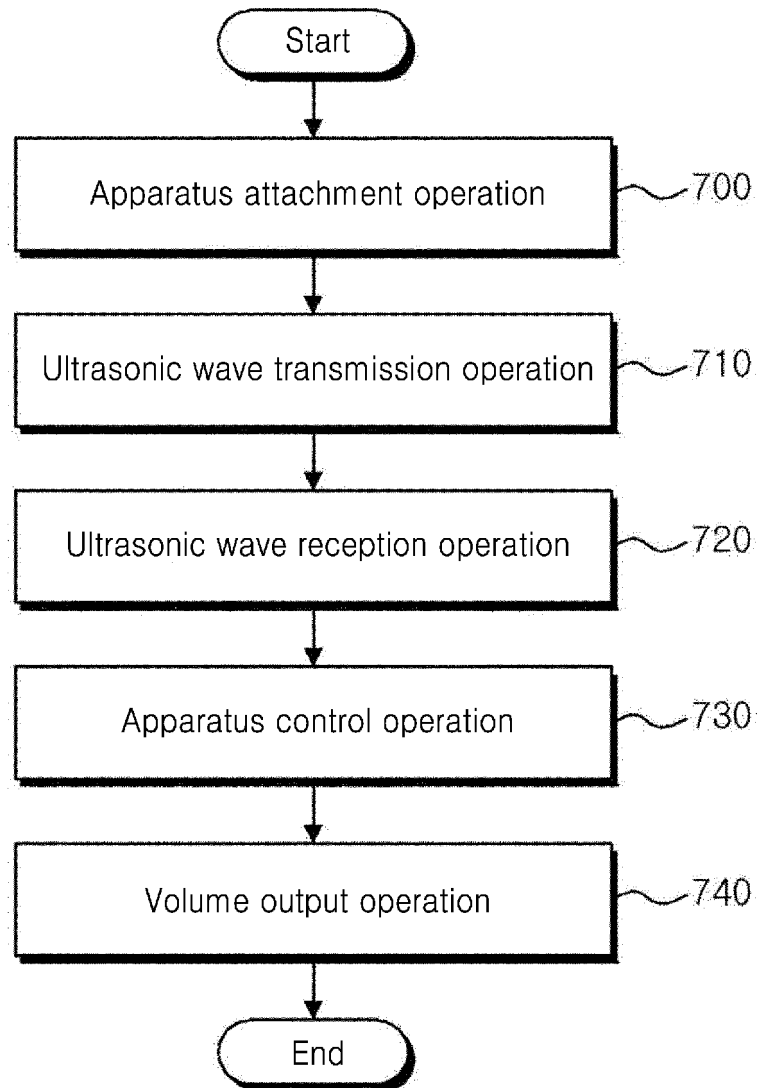 Start
Apparatus attachment operation 700
Ultrasonic wave transmission operation 710
Ultrasonic wave reception operation 720
Apparatus control operation 730
Volume output operation 740
End